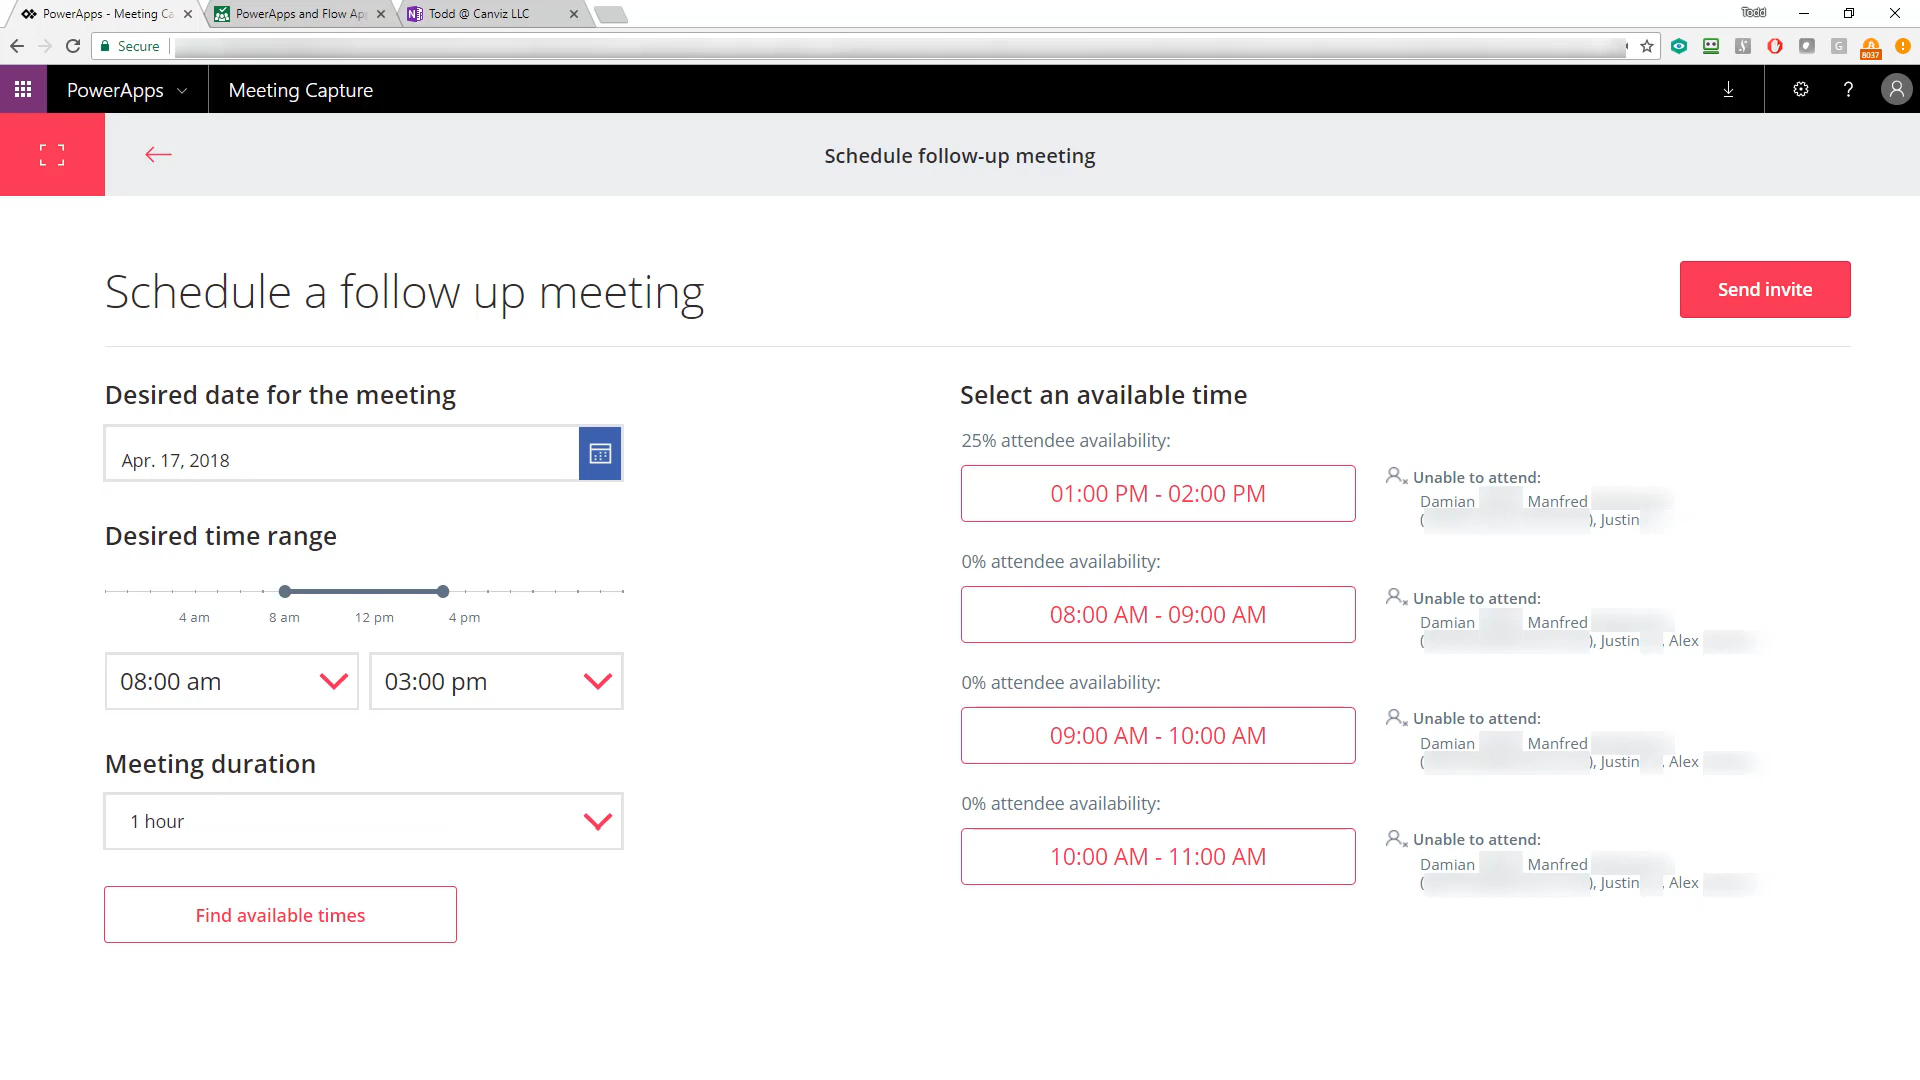 PowerApps - Meeting Ca
PowerApps and Flow Ap
Todd @ Canviz LLC
Todd
Secure
8037
PowerApps
Meeting Capture
?
Schedule follow-up meeting
Schedule a follow up meeting
Send invite
Desired date for the meeting
Apr. 17, 2018
Desired time range
4 am 8 am 12 pm 4 pm
08:00 am
03:00 pm
Meeting duration
1 hour
Find available times
Select an available time
25% attendee availability:
01:00 PM - 02:00 PM
Unable to attend:
Damian Manfred
( ), Justin
0% attendee availability:
08:00 AM - 09:00 AM
Unable to attend:
Damian Manfred
( ), Justin , Alex
0% attendee availability:
09:00 AM - 10:00 AM
Unable to attend:
Damian Manfred
( ), Justin , Alex
0% attendee availability:
10:00 AM - 11:00 AM
Unable to attend:
Damian Manfred
( ), Justin , Alex